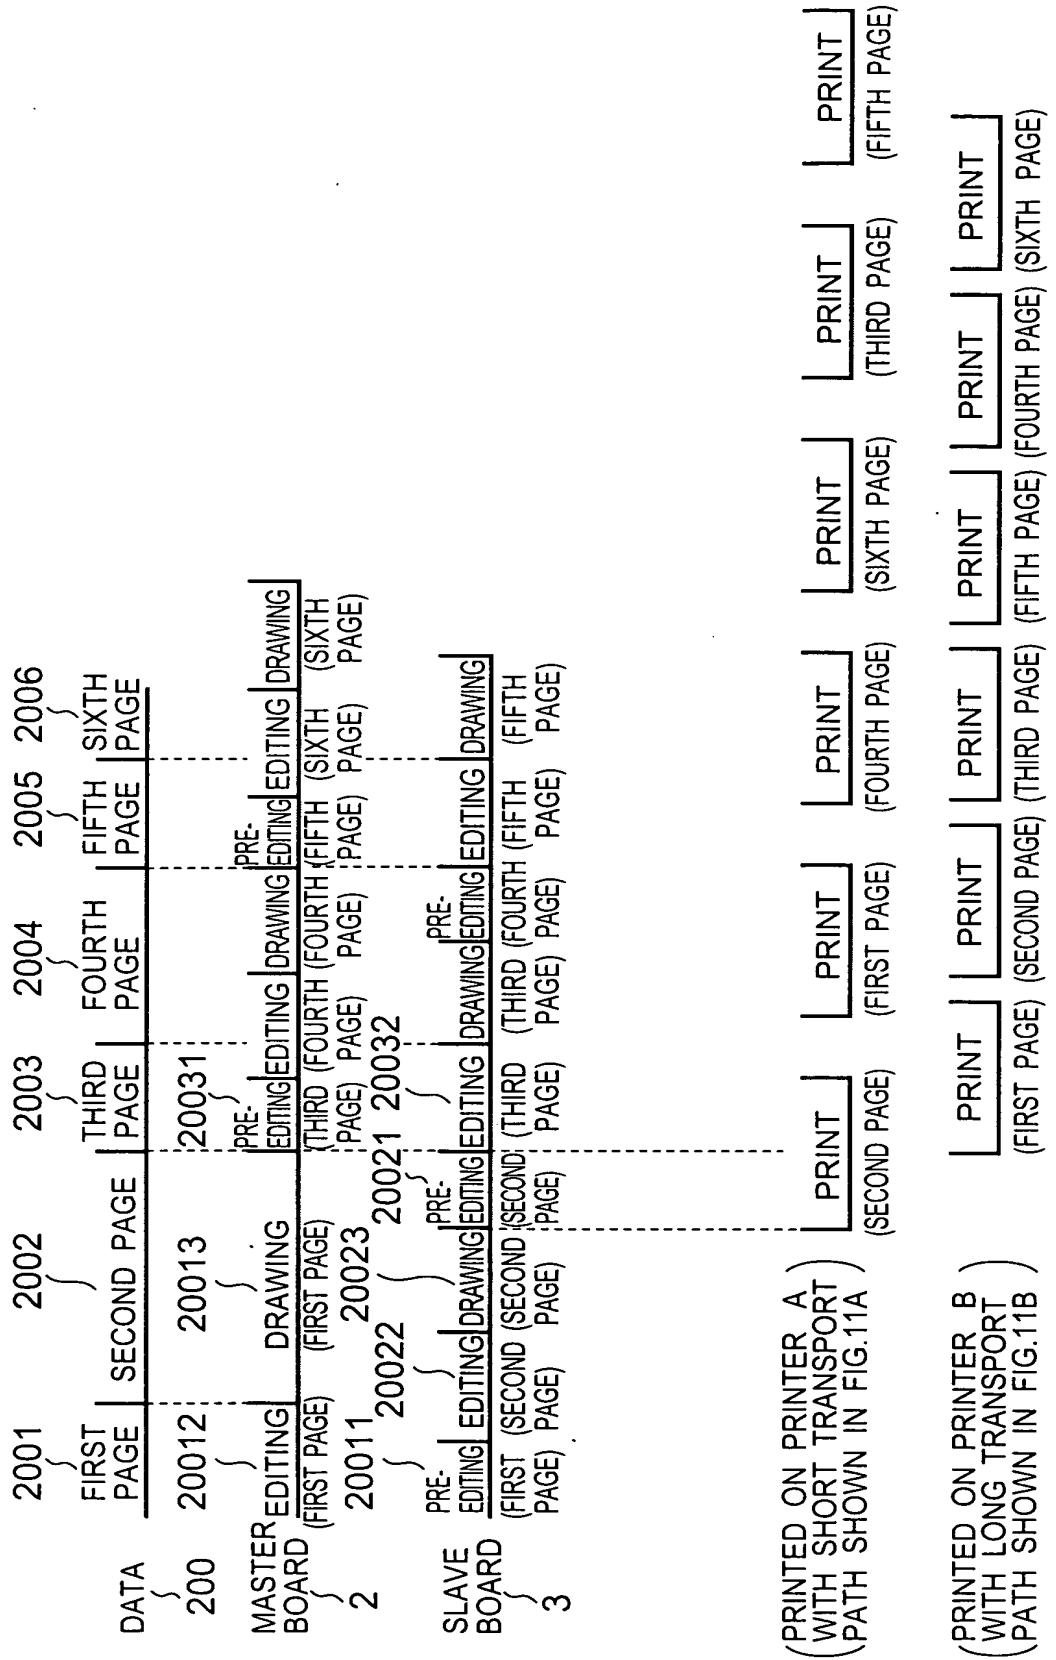 2001
2002
2003
2004
2005
2006
DATA
200
FIRST
PAGE
SECOND PAGE
THIRD
PAGE
FOURTH
PAGE
FIFTH
PAGE
SIXTH
PAGE
20012
20013
20031
MASTER
BOARD
2
EDITING
(FIRST PAGE)
DRAWING
(FIRST PAGE)
PRE-
EDITING
(THIRD
PAGE)
EDITING
(FOURTH
PAGE)
DRAWING
(FOURTH
PAGE)
PRE-
EDITING
(FIFTH
PAGE)
EDITING
(SIXTH
PAGE)
DRAWING
(SIXTH
PAGE)
20011
20022
20023
20021
20032
SLAVE
BOARD
3
PRE-
EDITING
(FIRST
PAGE)
EDITING
(SECOND
PAGE)
DRAWING
(SECOND
PAGE)
PRE-
EDITING
(SECOND
PAGE)
EDITING
(THIRD
PAGE)
DRAWING
(THIRD
PAGE)
PRE-
EDITING
(FOURTH
PAGE)
EDITING
(FIFTH
PAGE)
DRAWING
(FIFTH
PAGE)
(PRINTED ON PRINTER A
WITH SHORT TRANSPORT
PATH SHOWN IN FIG.11A)
PRINT
(SECOND PAGE)
PRINT
(FIRST PAGE)
PRINT
(FOURTH PAGE)
PRINT
(SIXTH PAGE)
PRINT
(THIRD PAGE)
PRINT
(FIFTH PAGE)
(PRINTED ON PRINTER B
WITH LONG TRANSPORT
PATH SHOWN IN FIG.11B)
PRINT
(FIRST PAGE)
PRINT
(SECOND PAGE)
PRINT
(THIRD PAGE)
PRINT
(FIFTH PAGE)
PRINT
(FOURTH PAGE)
PRINT
(SIXTH PAGE)